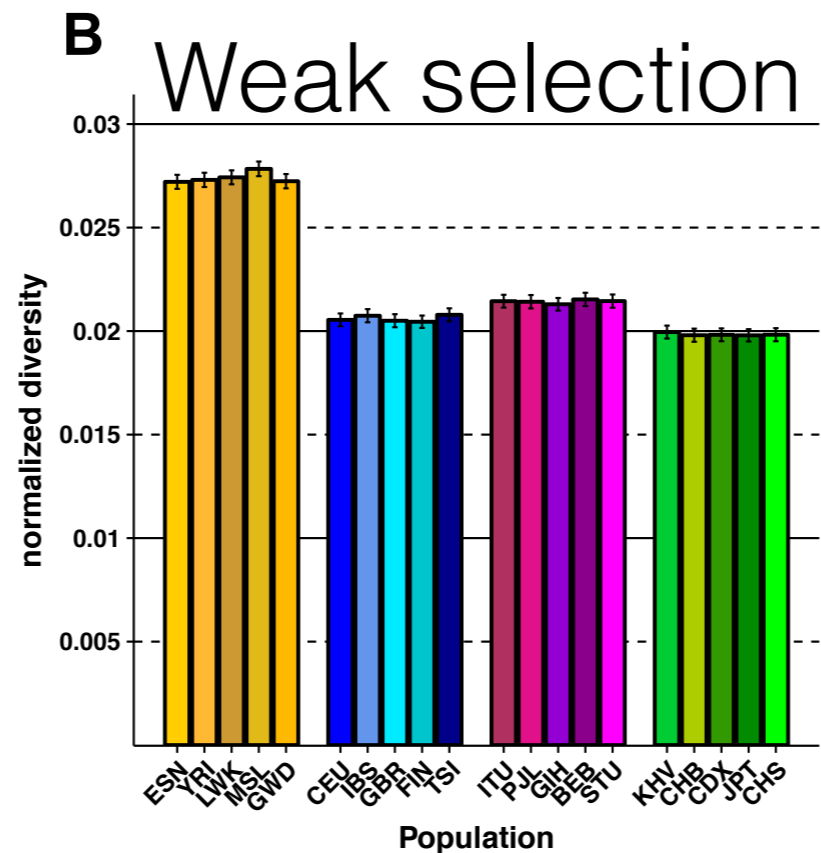 B
Weak selection
normalized diversity
0.03
0.025
0.02
0.015
0.01
0.005
ESN YRI LWK MSL GWD CEU IBS GBR FIN TSI ITU PJL GIH BEB STU KHV CHB CDX JPT CHS
Population